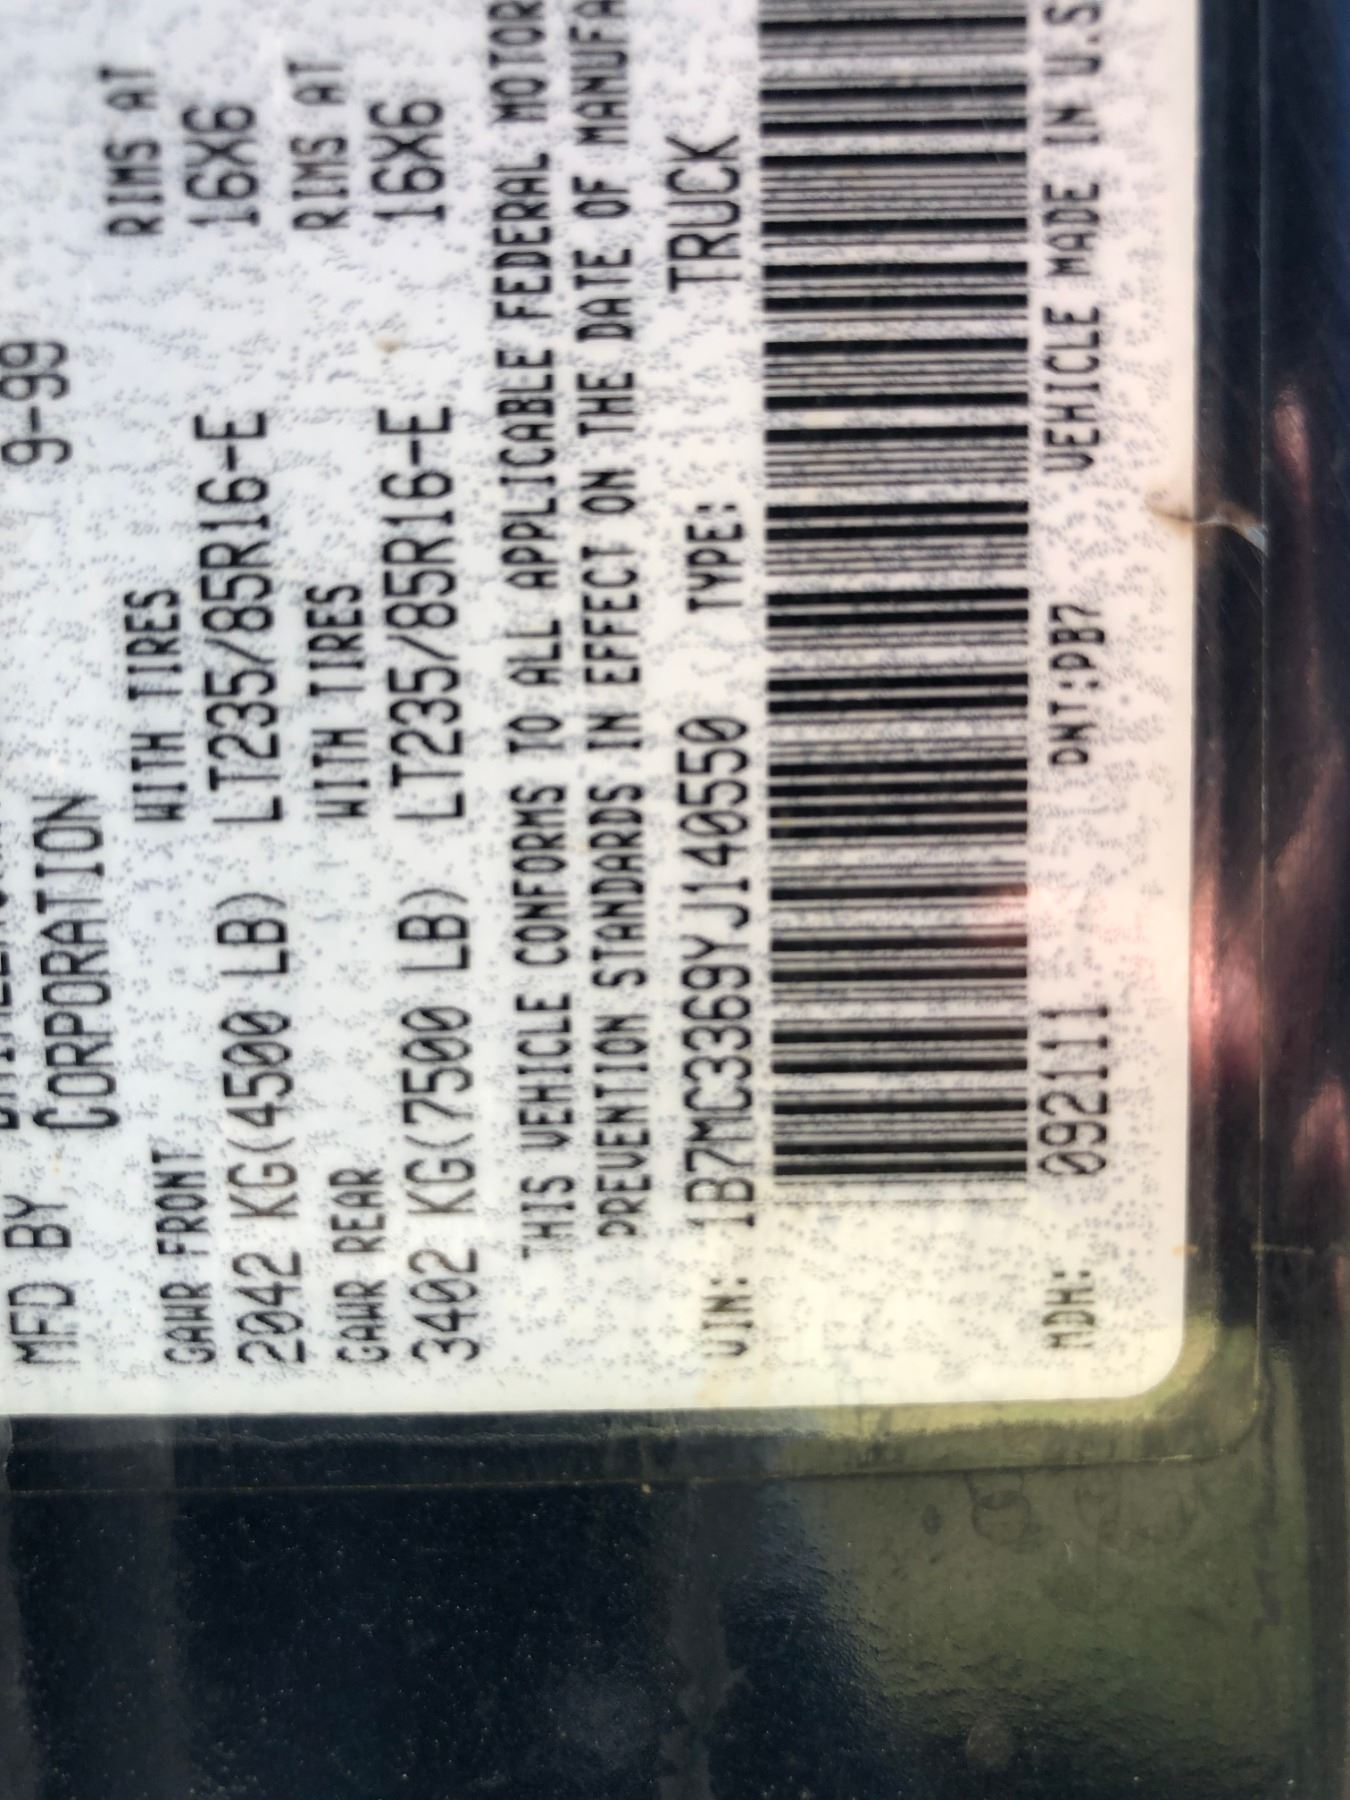 9-99
MFD BY
CORPORATION
GAWR FRONT WITH TIRES RIMS AT
2042 KG(4500 LB) LT235/85R16-E 16X6
GAWR REAR WITH TIRES RIMS AT
3402 KG(7500 LB) LT235/85R16-E 16X6
THIS VEHICLE CONFORMS TO ALL APPLICABLE FEDERAL MOTOR
PREVENTION STANDARDS IN EFFECT ON THE DATE OF MANUFA
VIN: 1B7MC3369YJ140550 TYPE: TRUCK
MDH: 092111 PNT:PB7 VEHICLE MADE IN U.S